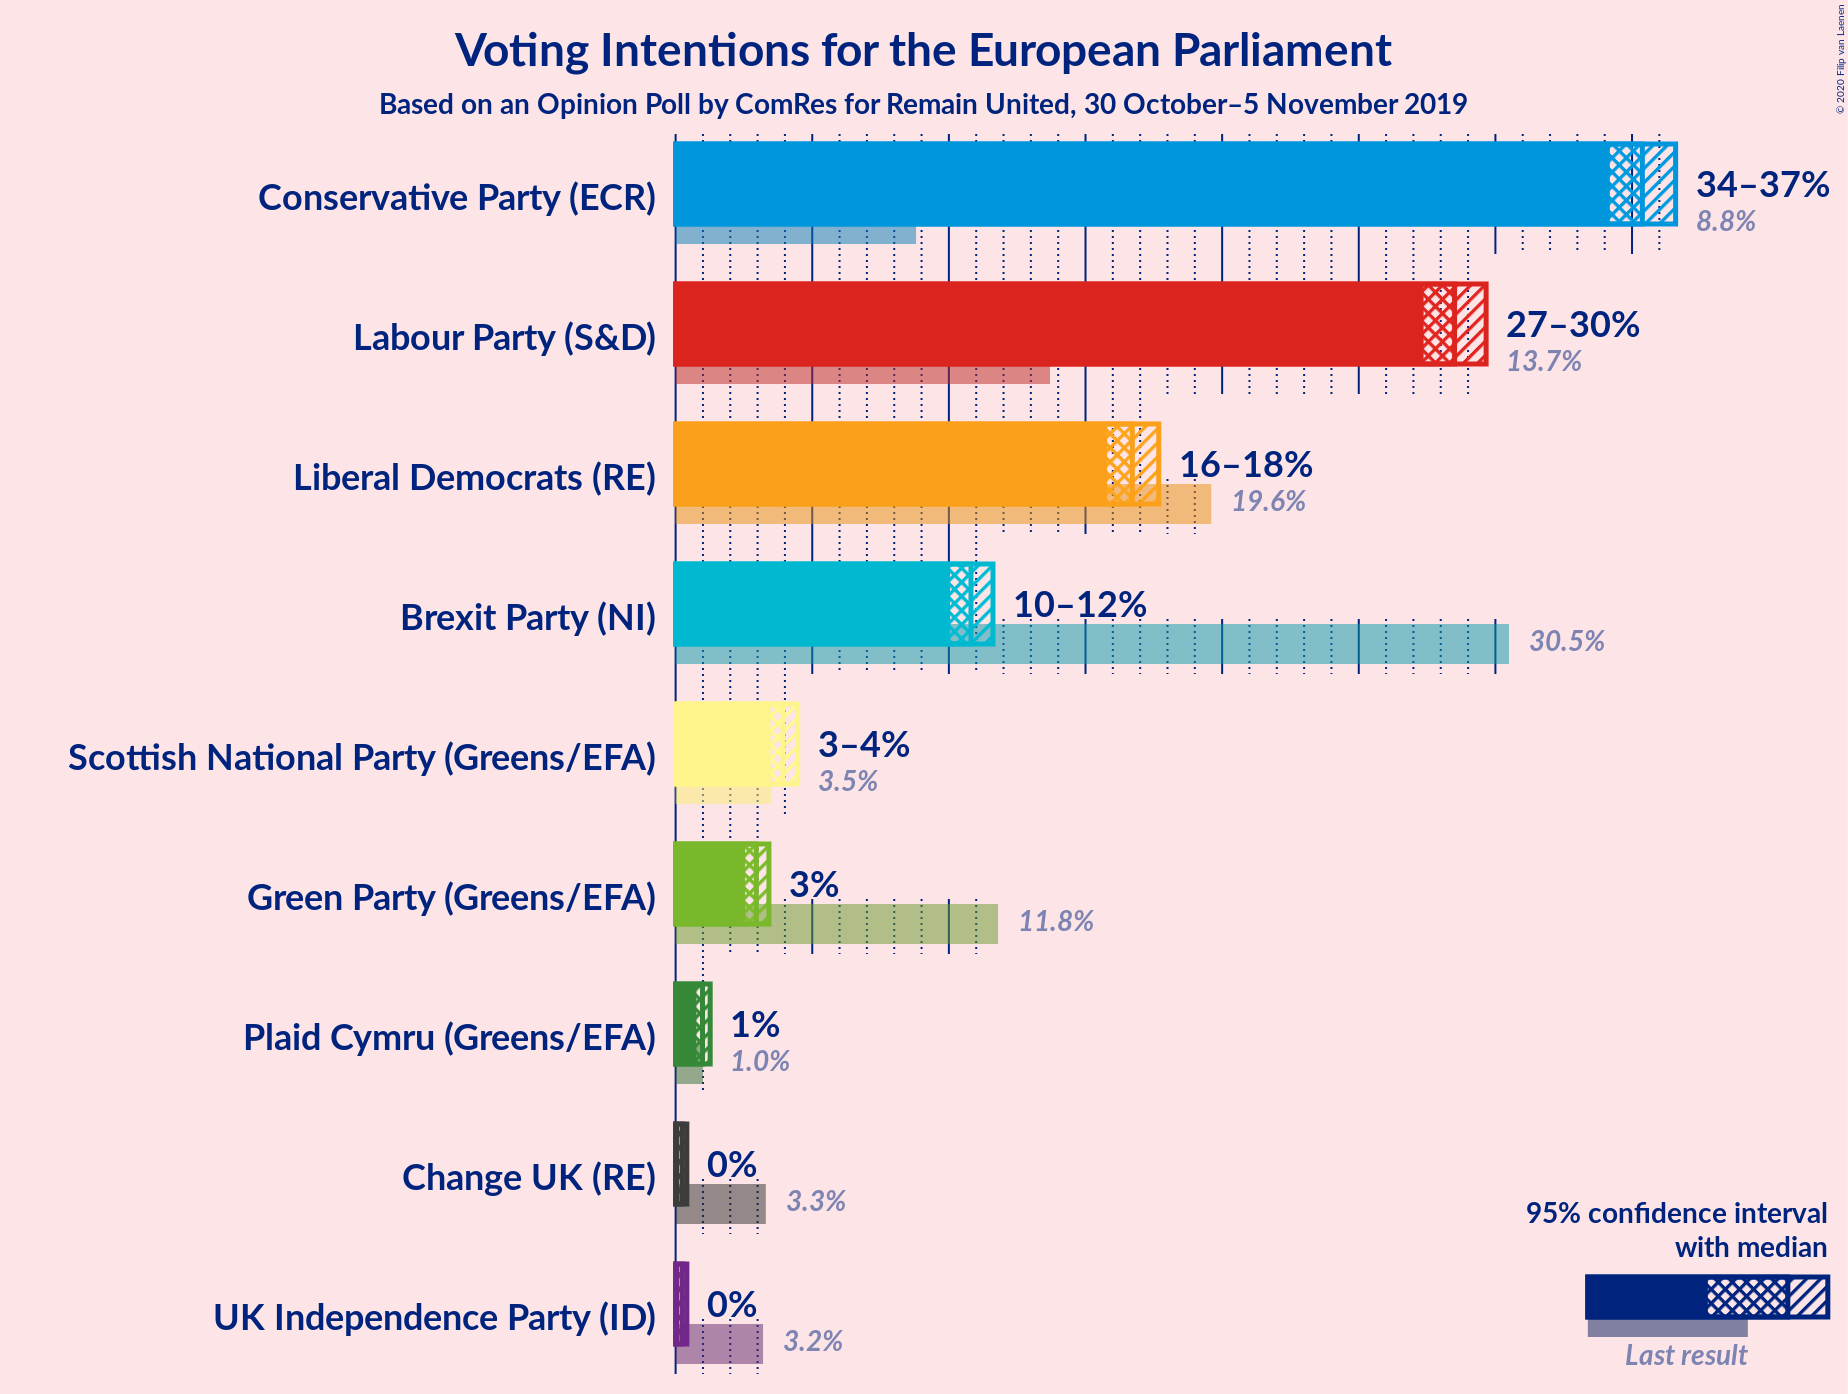 Voting Intentions for the European Parliament
Based on an Opinion Poll by ComRes for Remain United, 30 October–5 November 2019
© 2020 Filip van Laenen
Conservative Party (ECR)
34–37%
8.8%
Labour Party (S&D)
27–30%
13.7%
Liberal Democrats (RE)
16–18%
19.6%
Brexit Party (NI)
10–12%
30.5%
Scottish National Party (Greens/EFA)
3–4%
3.5%
Green Party (Greens/EFA)
3%
11.8%
Plaid Cymru (Greens/EFA)
1%
1.0%
Change UK (RE)
0%
3.3%
UK Independence Party (ID)
0%
3.2%
95% confidence interval
with median
Last result